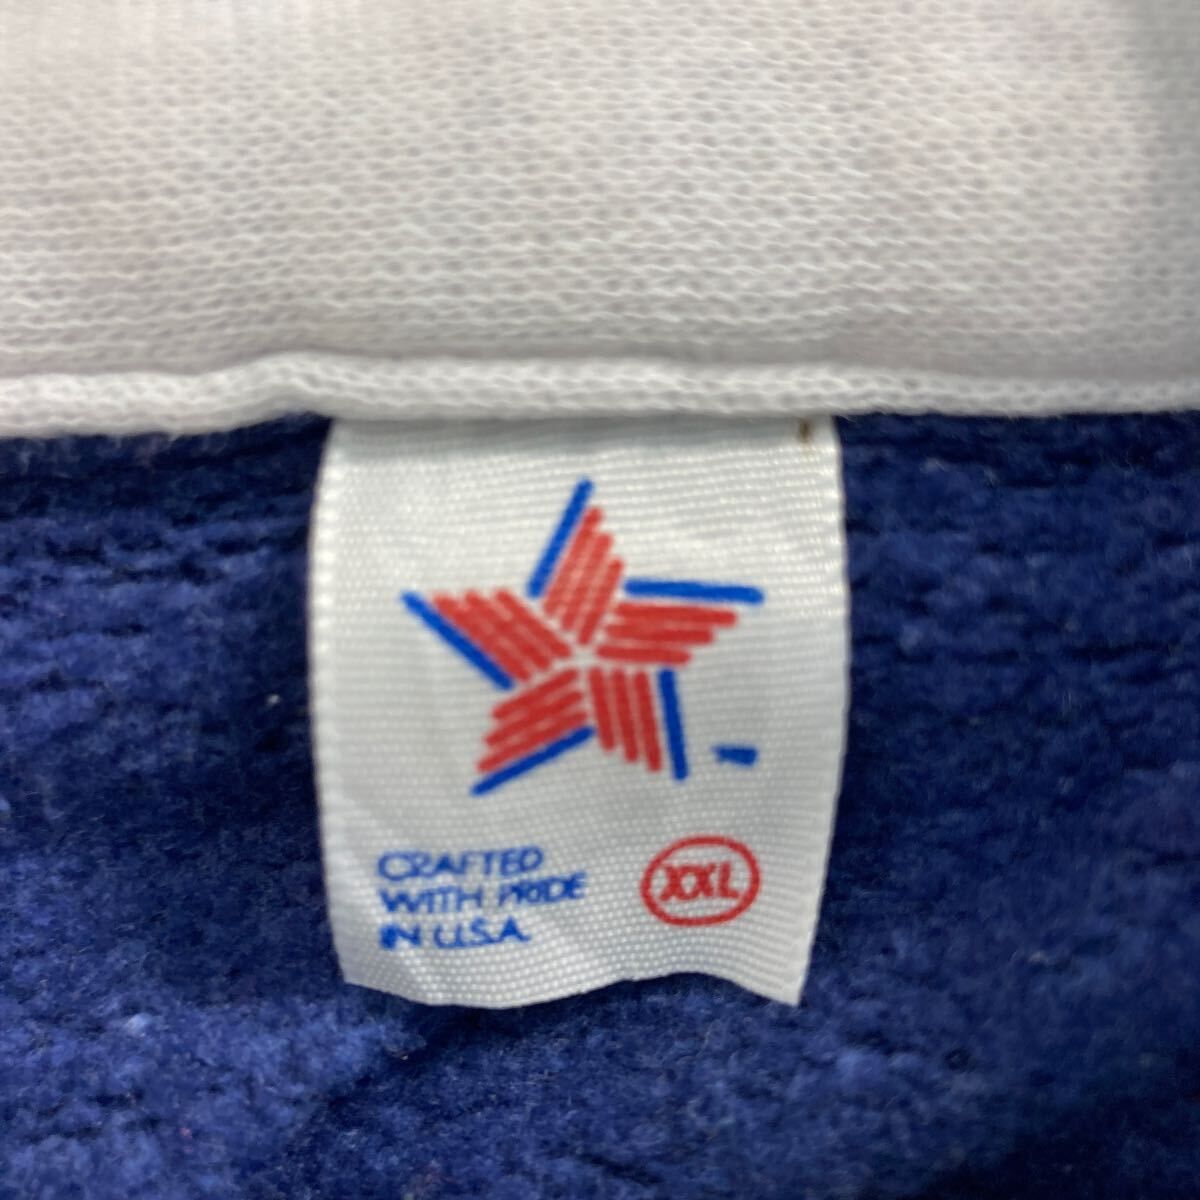 CRAFTED
WITH PRIDE
IN U.S.A
XXL